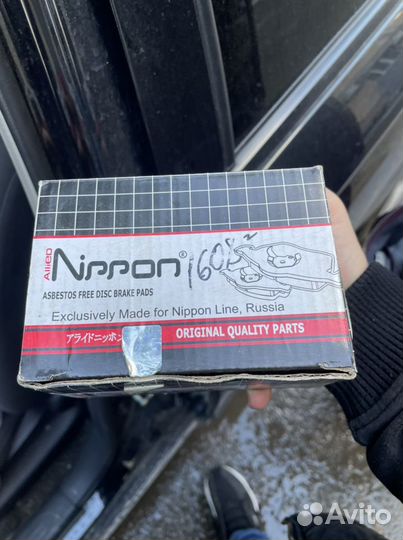 Allied Nippon®
1608²
ASBESTOS FREE DISC BRAKE PADS
Exclusively Made for Nippon Line, Russia
アライドニッポン ORIGINAL QUALITY PARTS
Avito